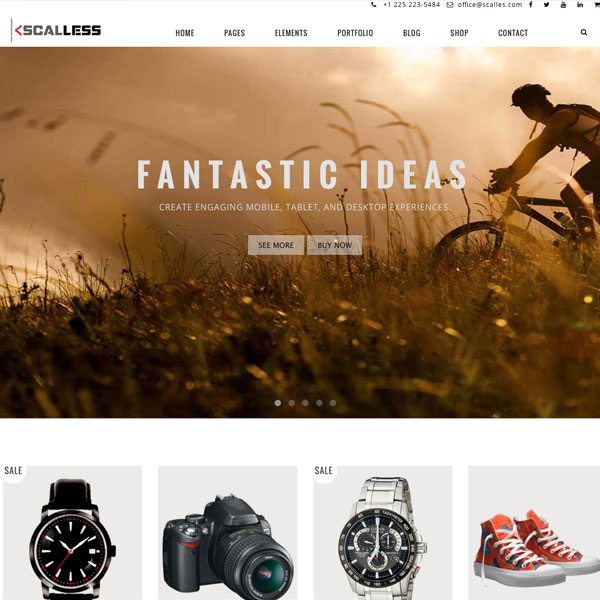 +1 225 223-5484 office@scalles.com
SCALLESS
HOME PAGES ELEMENTS PORTFOLIO BLOG SHOP CONTACT
FANTASTIC IDEAS
CREATE ENGAGING MOBILE, TABLET, AND DESKTOP EXPERIENCES.
SEE MORE BUY NOW
SALE SALE